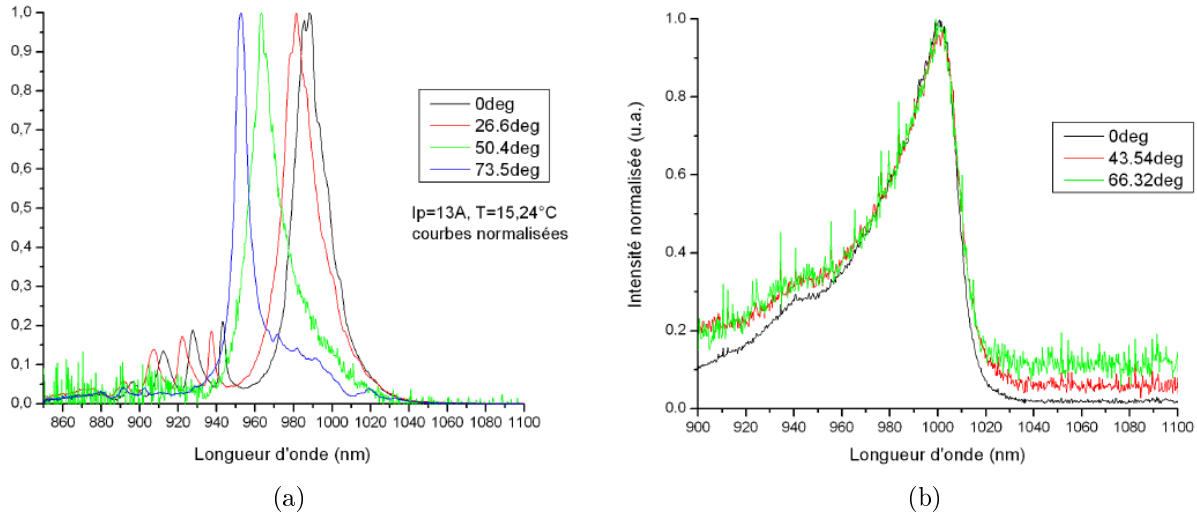 1,0
0,9
0,8
0,7
0,6
0,5
0,4
0,3
0,2
0,1
0,0
860 880 900 920 940 960 980 1000 1020 1040 1060 1080 1100
Longueur d'onde (nm)
0deg
26.6deg
50.4deg
73.5deg
Ip=13A, T=15,24°C
courbes normalisées
(a)
Intensité normalisée (u.a.)
1.0
0.8
0.6
0.4
0.2
0.0
900 920 940 960 980 1000 1020 1040 1060 1080 1100
Longueur d'onde (nm)
0deg
43.54deg
66.32deg
(b)